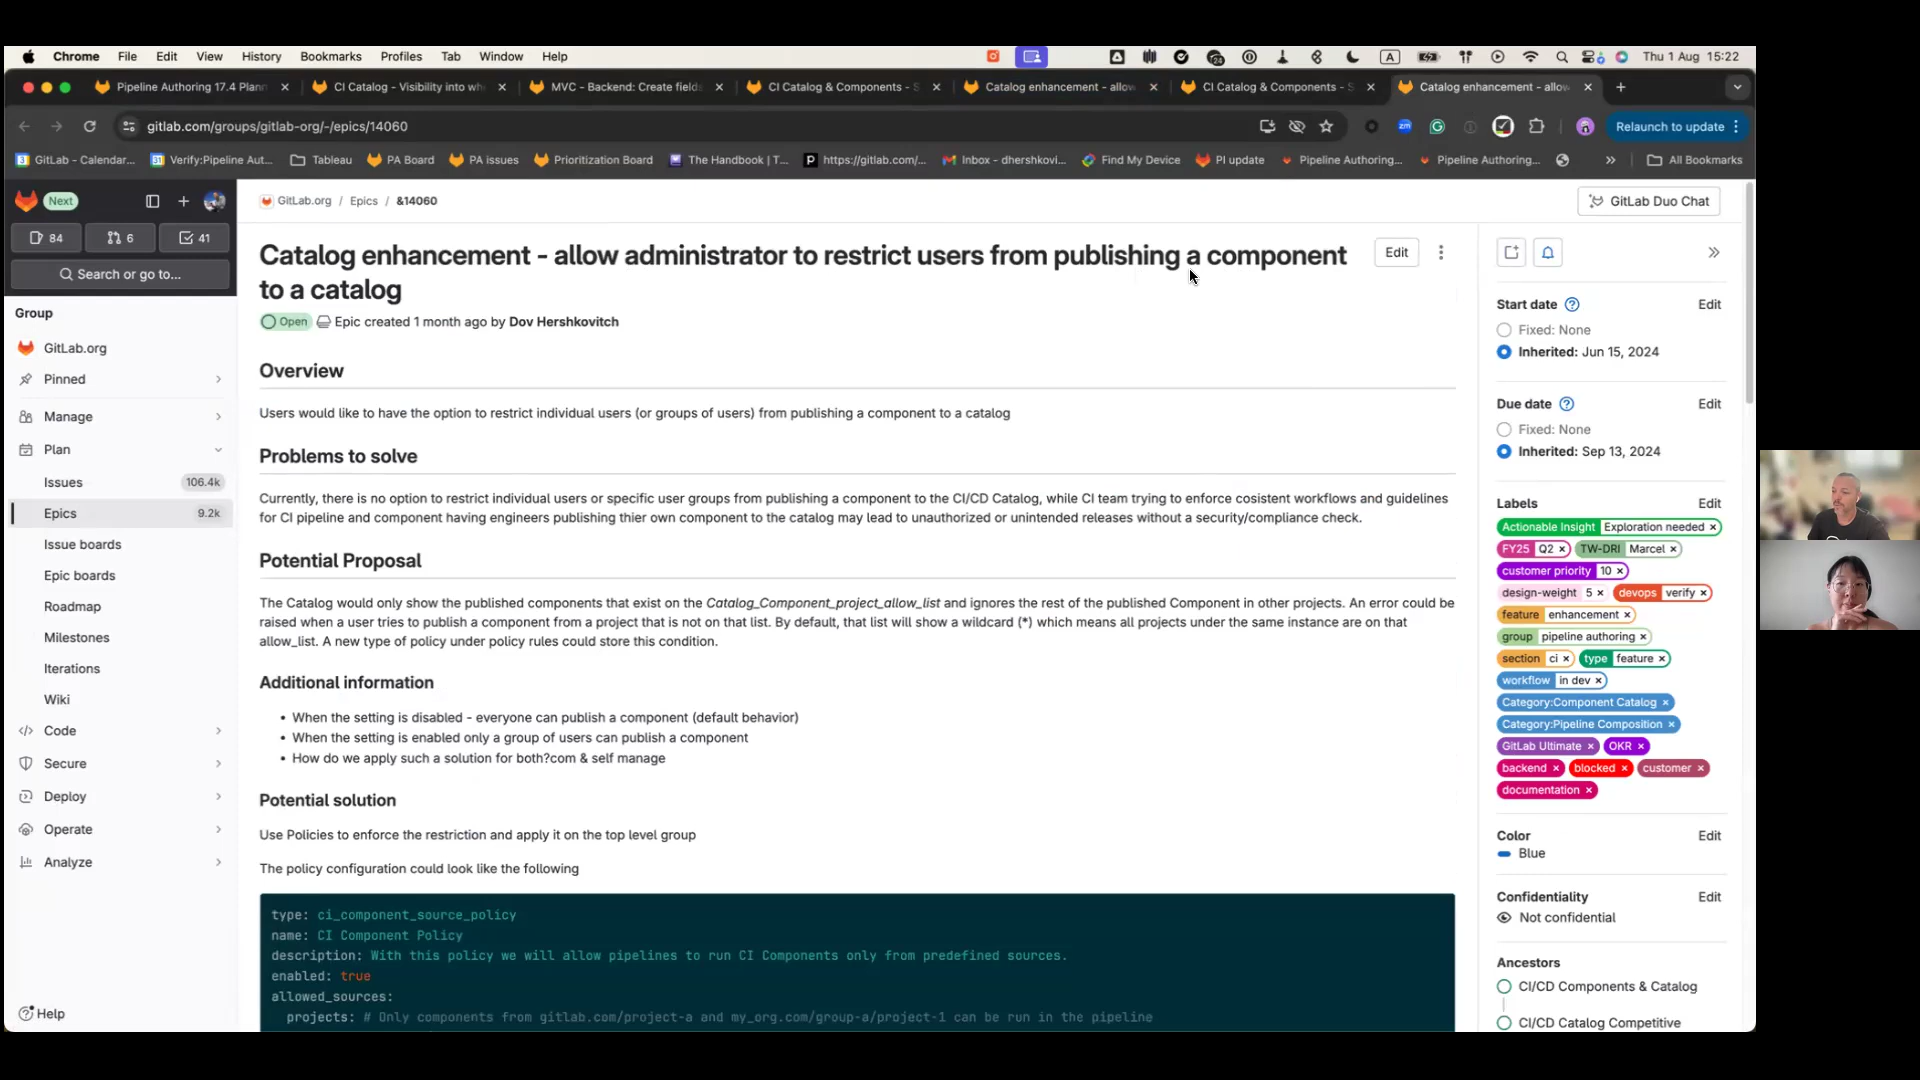 Chrome File Edit View History Bookmarks Profiles Tab Window Help
A
Thu 1 Aug 15:22
Pipeline Authoring 17.4 Plann
CI Catalog - Visibility into wh
MVC - Backend: Create field
CI Catalog & Components - S
Catalog enhancement - allow
CI Catalog & Components - S
Catalog enhancement - allow
gitlab.com/groups/gitlab-org/-/epics/14060
Relaunch to update
GitLab - Calendar...
Verify:Pipeline Aut...
Tableau
PA Board
PA issues
Prioritization Board
The Handbook | T...
https://gitlab.com/...
Inbox - dhershkovi...
Find My Device
PI update
Pipeline Authoring...
Pipeline Authoring...
All Bookmarks
Next
84 6 41
Search or go to...
Group
GitLab.org
Pinned
Manage
Plan
Issues 106.4k
Epics 9.2k
Issue boards
Epic boards
Roadmap
Milestones
Iterations
Wiki
Code
Secure
Deploy
Operate
Analyze
Help
GitLab.org / Epics / &14060
GitLab Duo Chat
Catalog enhancement - allow administrator to restrict users from publishing a component
to a catalog
Edit
Open Epic created 1 month ago by Dov Hershkovitch
Overview
Users would like to have the option to restrict individual users (or groups of users) from publishing a component to a catalog
Problems to solve
Currently, there is no option to restrict individual users or specific user groups from publishing a component to the CI/CD Catalog, while CI team trying to enforce cosistent workflows and guidelines
for CI pipeline and component having engineers publishing thier own component to the catalog may lead to unauthorized or unintended releases without a security/compliance check.
Potential Proposal
The Catalog would only show the published components that exist on the Catalog_Component_project_allow_list and ignores the rest of the published Component in other projects. An error could be
raised when a user tries to publish a component from a project that is not on that list. By default, that list will show a wildcard (*) which means all projects under the same instance are on that
allow_list. A new type of policy under policy rules could store this condition.
Additional information
• When the setting is disabled - everyone can publish a component (default behavior)
• When the setting is enabled only a group of users can publish a component
• How do we apply such a solution for both?com & self manage
Potential solution
Use Policies to enforce the restriction and apply it on the top level group
The policy configuration could look like the following
type: ci_component_source_policy
name: CI Component Policy
description: With this policy we will allow pipelines to run CI Components only from predefined sources.
enabled: true
allowed_sources:
projects: # Only components from gitlab.com/project-a and my_org.com/group-a/project-1 can be run in the pipeline
Start date Edit
Fixed: None
Inherited: Jun 15, 2024
Due date Edit
Fixed: None
Inherited: Sep 13, 2024
Labels Edit
Actionable Insight Exploration needed ×
FY25 Q2 × TW-DRI Marcel ×
customer priority 10 ×
design-weight 5 × devops verify ×
feature enhancement ×
group pipeline authoring ×
section ci × type feature ×
workflow in dev ×
Category:Component Catalog ×
Category:Pipeline Composition ×
GitLab Ultimate × OKR ×
backend × blocked × customer ×
documentation ×
Color Edit
Blue
Confidentiality Edit
Not confidential
Ancestors
CI/CD Components & Catalog
CI/CD Catalog Competitive